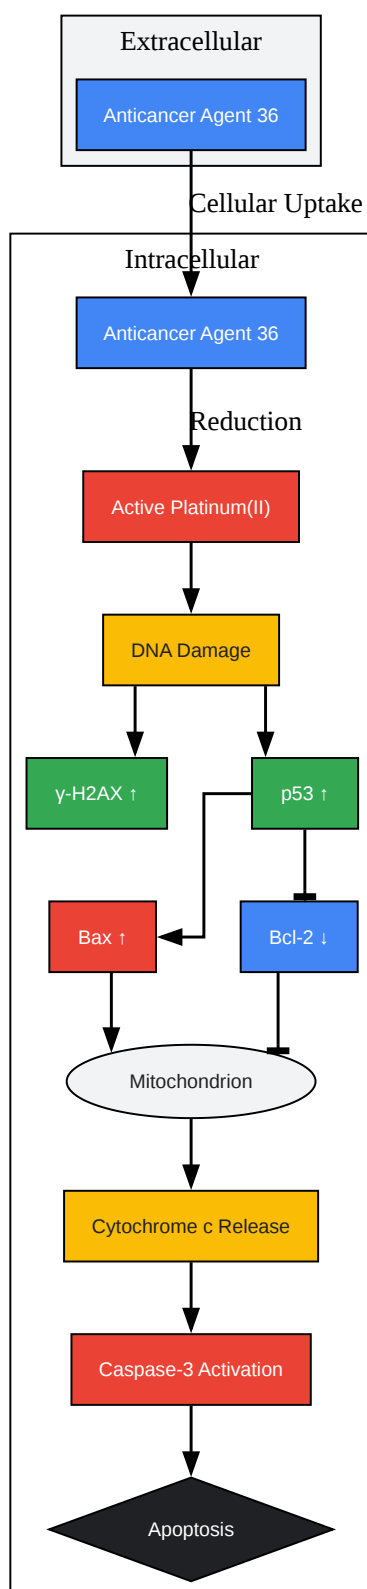 Extracellular
Anticancer Agent 36
Cellular Uptake
Intracellular
Anticancer Agent 36
Reduction
Active Platinum(II)
DNA Damage
γ-H2AX ↑
p53 ↑
Bax ↑
Bcl-2 ↓
Mitochondrion
Cytochrome c Release
Caspase-3 Activation
Apoptosis